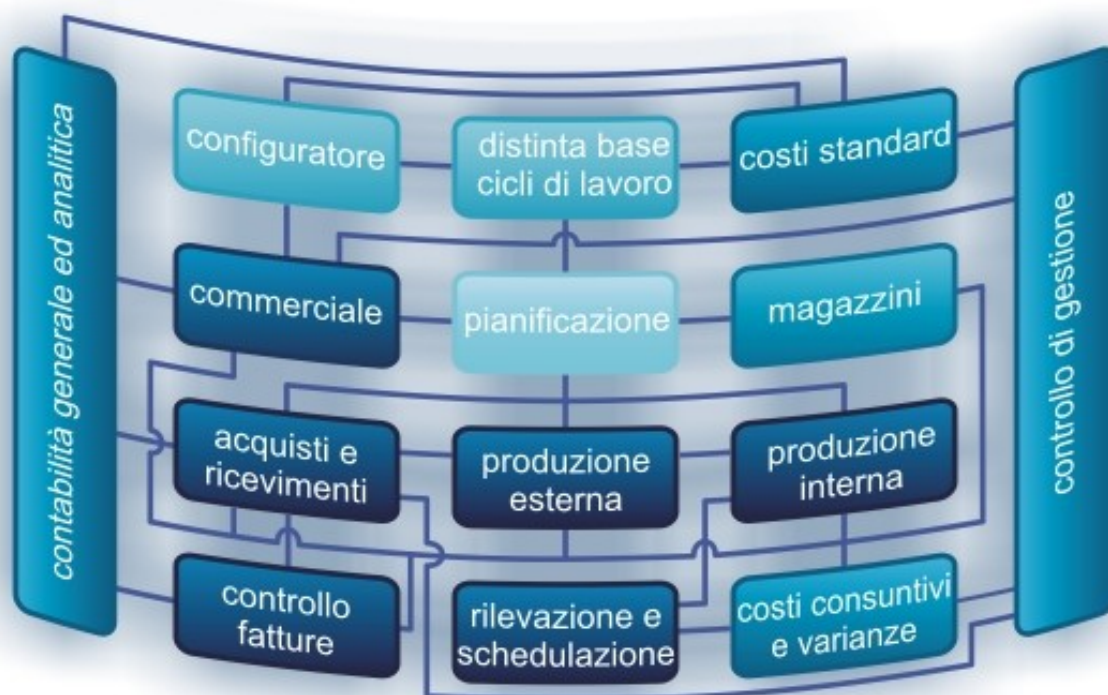 contabilità generale ed analitica
configuratore
distinta base
cicli di lavoro
costi standard
commerciale
pianificazione
magazzini
acquisti e
ricevimenti
produzione
esterna
produzione
interna
controllo
fatture
rilevazione e
schedulazione
costi consuntivi
e varianze
controllo di gestione